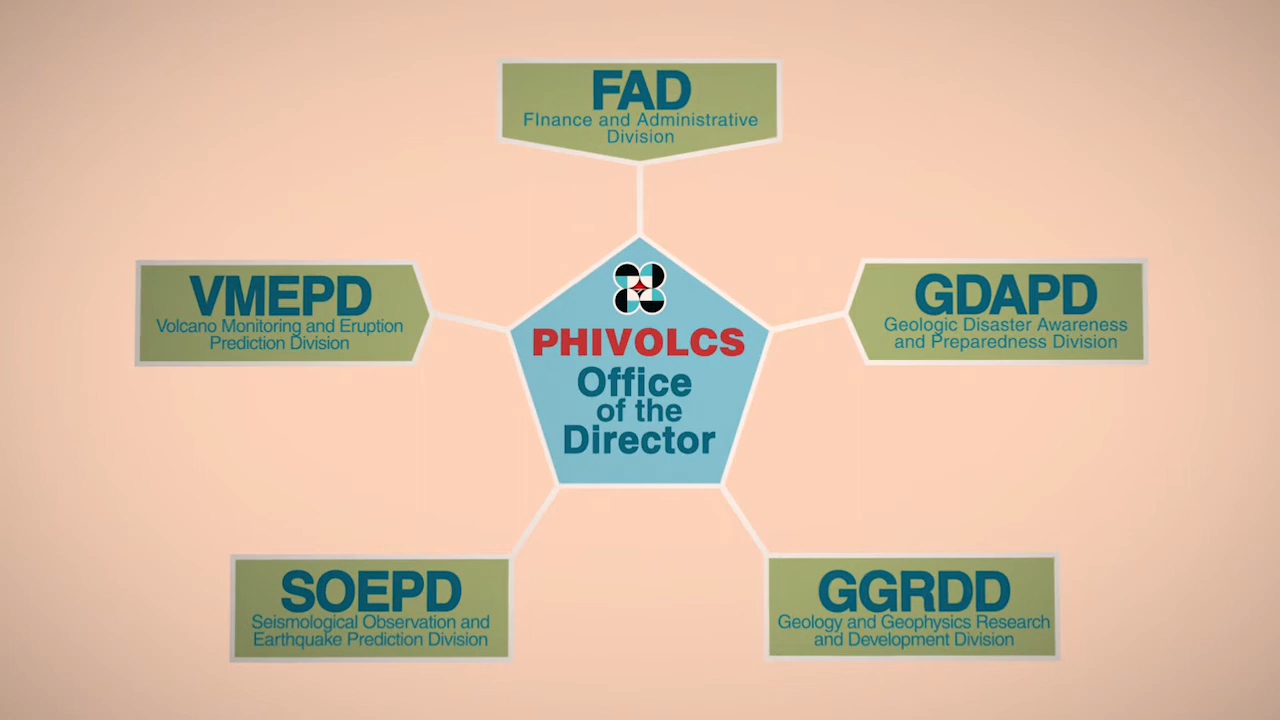 FAD
FInance and Administrative
Division
VMEPD
Volcano Monitoring and Eruption
Prediction Division
GDAPD
Geologic Disaster Awareness
and Preparedness Division
PHIVOLCS
Office
of the
Director
SOEPD
Seismological Observation and
Earthquake Prediction Division
GGRDD
Geology and Geophysics Research
and Development Division